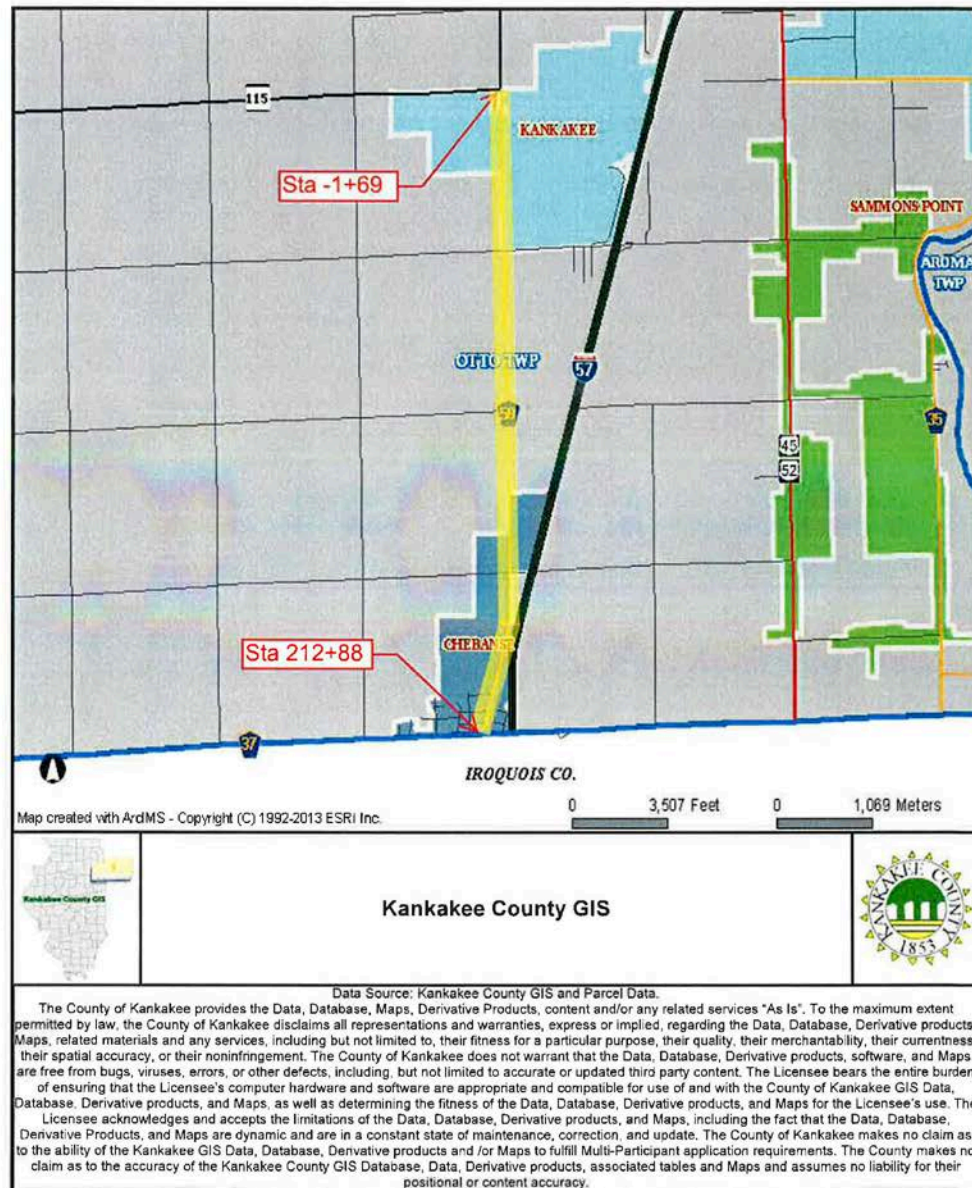 115
KANKAKEE
Sta -1+69
SAMMONS POINT
AROMA
TWP
OTTO TWP
57
50
35
45
52
CHEBANSE
Sta 212+88
37
IROQUOIS CO.
Map created with ArcIMS - Copyright (C) 1992-2013 ESRI Inc.
0 3,507 Feet 0 1,069 Meters
Kankakee County GIS
Kankakee County GIS
KANKAKEE COUNTY
1853
Data Source: Kankakee County GIS and Parcel Data.
The County of Kankakee provides the Data, Database, Maps, Derivative Products, content and/or any related services "As Is". To the maximum extent
permitted by law, the County of Kankakee disclaims all representations and warranties, express or implied, regarding the Data, Database, Derivative products
Maps, related materials and any services, including but not limited to, their fitness for a particular purpose, their quality, their merchantability, their currentness
their spatial accuracy, or their noninfringement. The County of Kankakee does not warrant that the Data, Database, Derivative products, software, and Maps
are free from bugs, viruses, errors, or other defects, including, but not limited to accurate or updated third party content. The Licensee bears the entire burden
of ensuring that the Licensee's computer hardware and software are appropriate and compatible for use of and with the County of Kankakee GIS Data,
Database, Derivative products, and Maps, as well as determining the fitness of the Data, Database, Derivative products, and Maps for the Licensee's use. The
Licensee acknowledges and accepts the limitations of the Data, Database, Derivative products, and Maps, including the fact that the Data, Database,
Derivative Products, and Maps are dynamic and are in a constant state of maintenance, correction, and update. The County of Kankakee makes no claim as
to the ability of the Kankakee GIS Data, Database, Derivative products and /or Maps to fulfill Multi-Participant application requirements. The County makes no
claim as to the accuracy of the Kankakee County GIS Database, Data, Derivative products, associated tables and Maps and assumes no liability for their
positional or content accuracy.